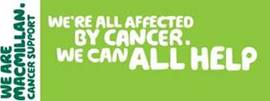 WE ARE
MACMILLAN.
CANCER SUPPORT
WE'RE ALL AFFECTED
BY CANCER.
WE CAN ALL HELP